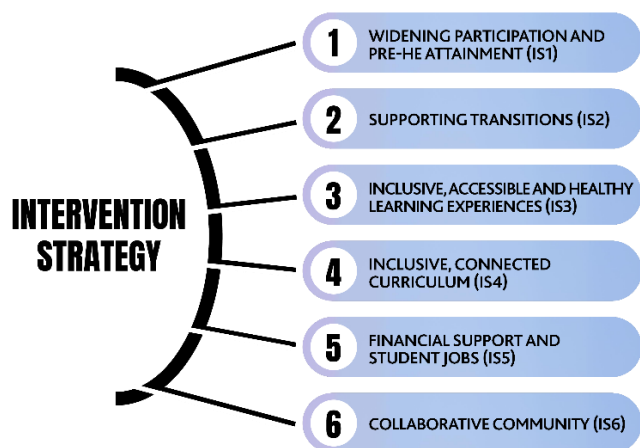 INTERVENTION
STRATEGY
1
WIDENING PARTICIPATION AND
PRE-HE ATTAINMENT (IS1)
2
SUPPORTING TRANSITIONS (IS2)
3
INCLUSIVE, ACCESSIBLE AND HEALTHY
LEARNING EXPERIENCES (IS3)
4
INCLUSIVE, CONNECTED
CURRICULUM (IS4)
5
FINANCIAL SUPPORT AND
STUDENT JOBS (IS5)
6
COLLABORATIVE COMMUNITY (IS6)